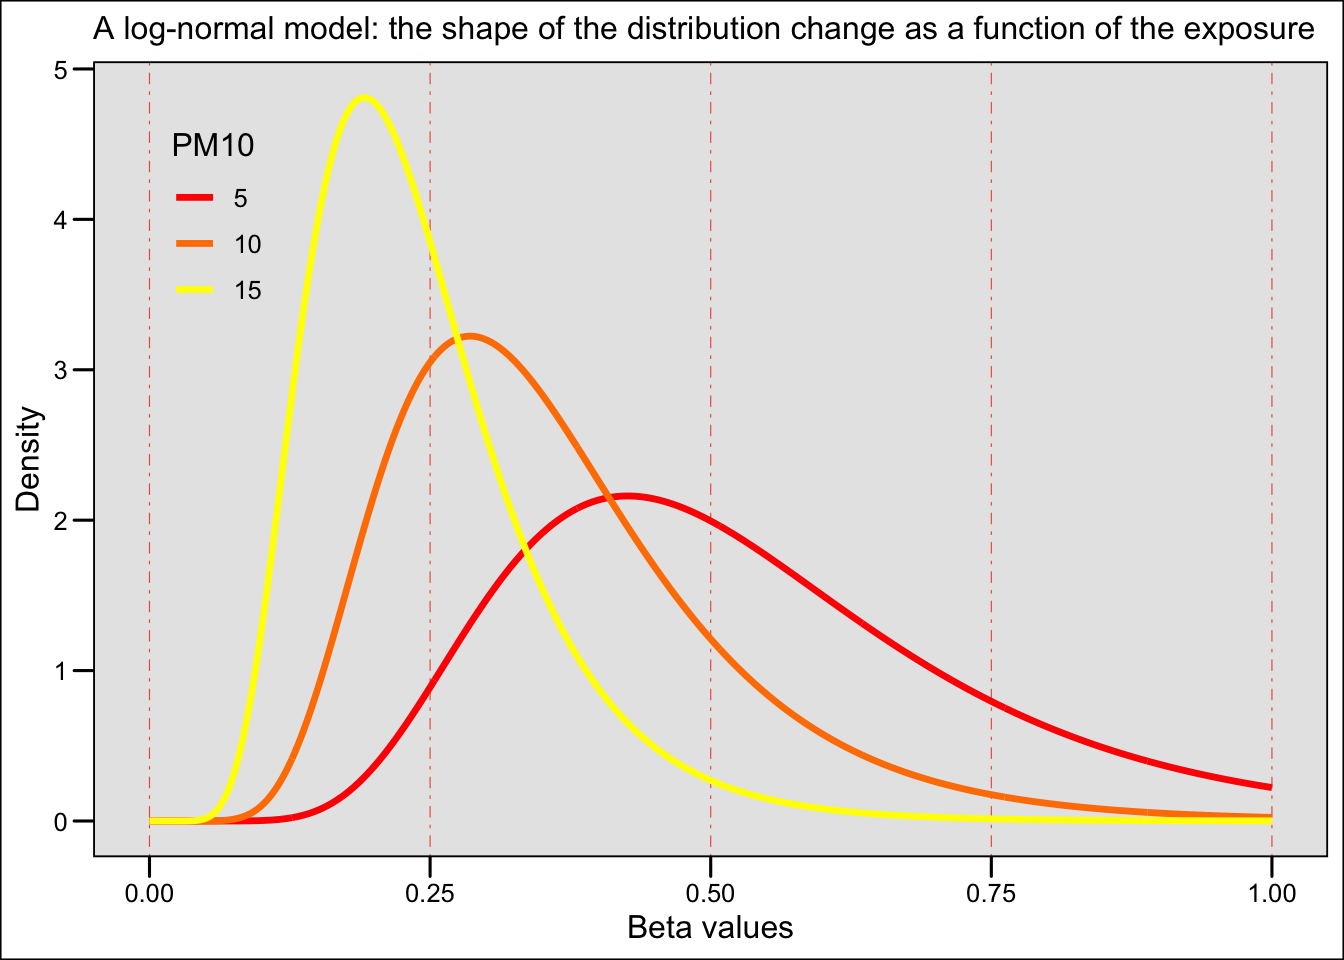 A log-normal model: the shape of the distribution change as a function of the exposure
5
4
3
2
1
0
Density
PM10
5
10
15
0.00 0.25 0.50 0.75 1.00
Beta values